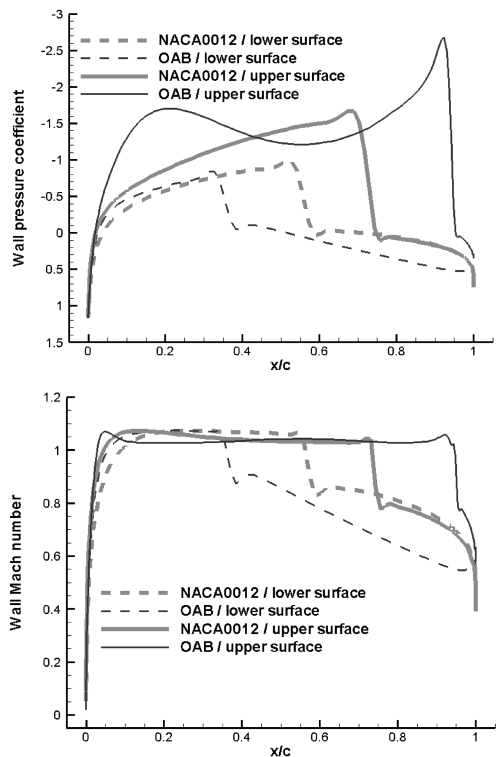 -3
-2.5
-2
-1.5
-1
-0.5
0
0.5
1
1.5
Wall pressure coefficient
NACA0012 / lower surface
OAB / lower surface
NACA0012 / upper surface
OAB / upper surface
0 0.2 0.4 0.6 0.8 1
x/c
1.2
1
0.8
0.6
0.4
0.2
0
Wall Mach number
NACA0012 / lower surface
OAB / lower surface
NACA0012 / upper surface
OAB / upper surface
0 0.2 0.4 0.6 0.8 1
x/c